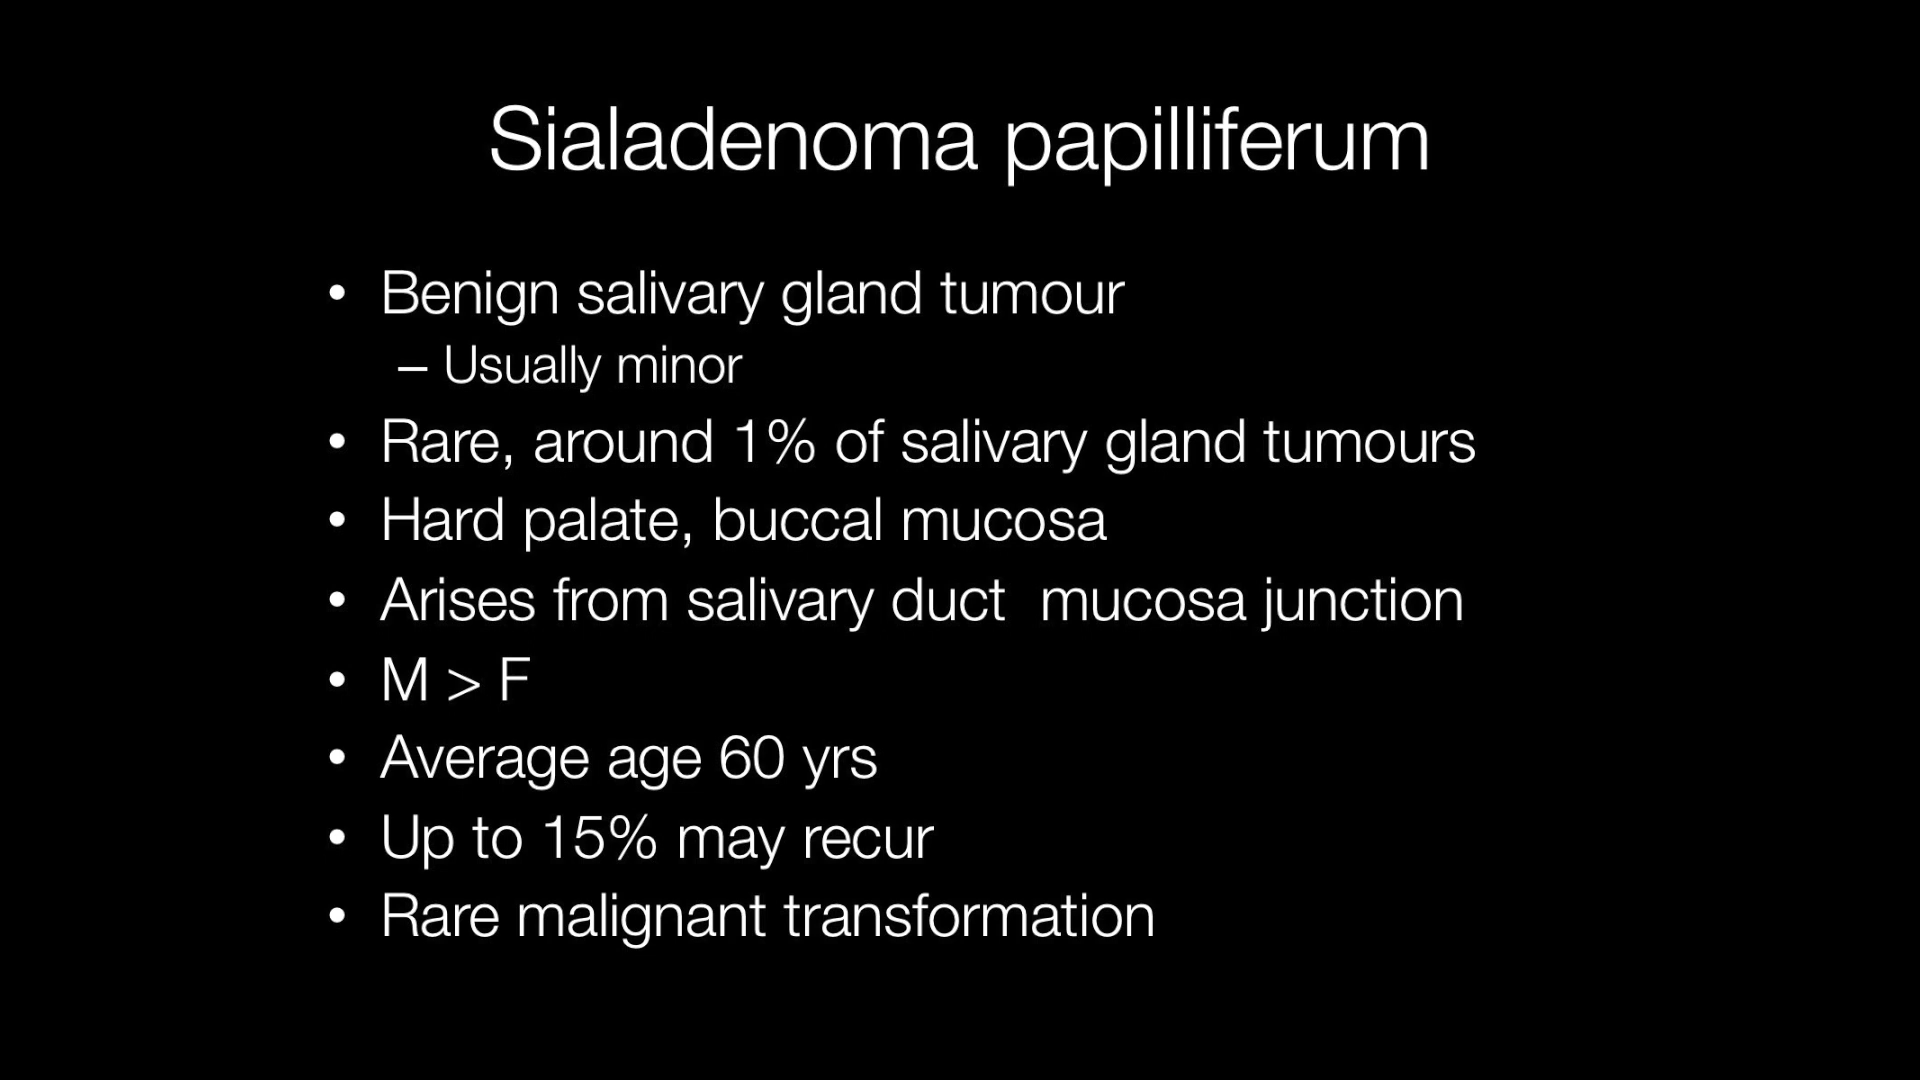 Sialadenoma papilliferum
• Benign salivary gland tumour
– Usually minor
• Rare, around 1% of salivary gland tumours
• Hard palate, buccal mucosa
• Arises from salivary duct  mucosa junction
• M > F
• Average age 60 yrs
• Up to 15% may recur
• Rare malignant transformation